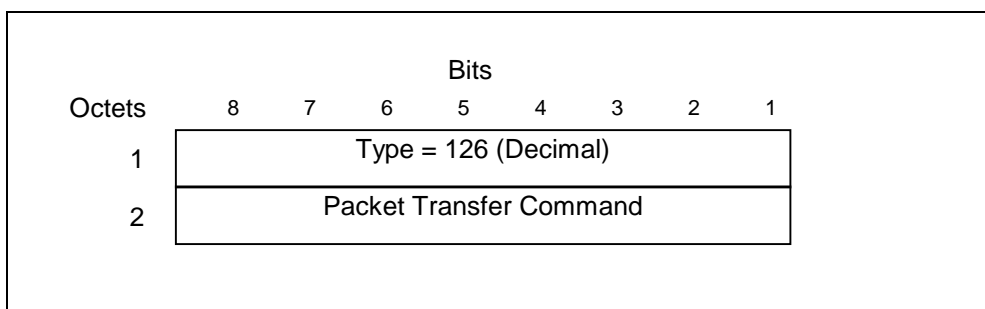 Bits
Octets 8 7 6 5 4 3 2 1
1 Type = 126 (Decimal)
2 Packet Transfer Command